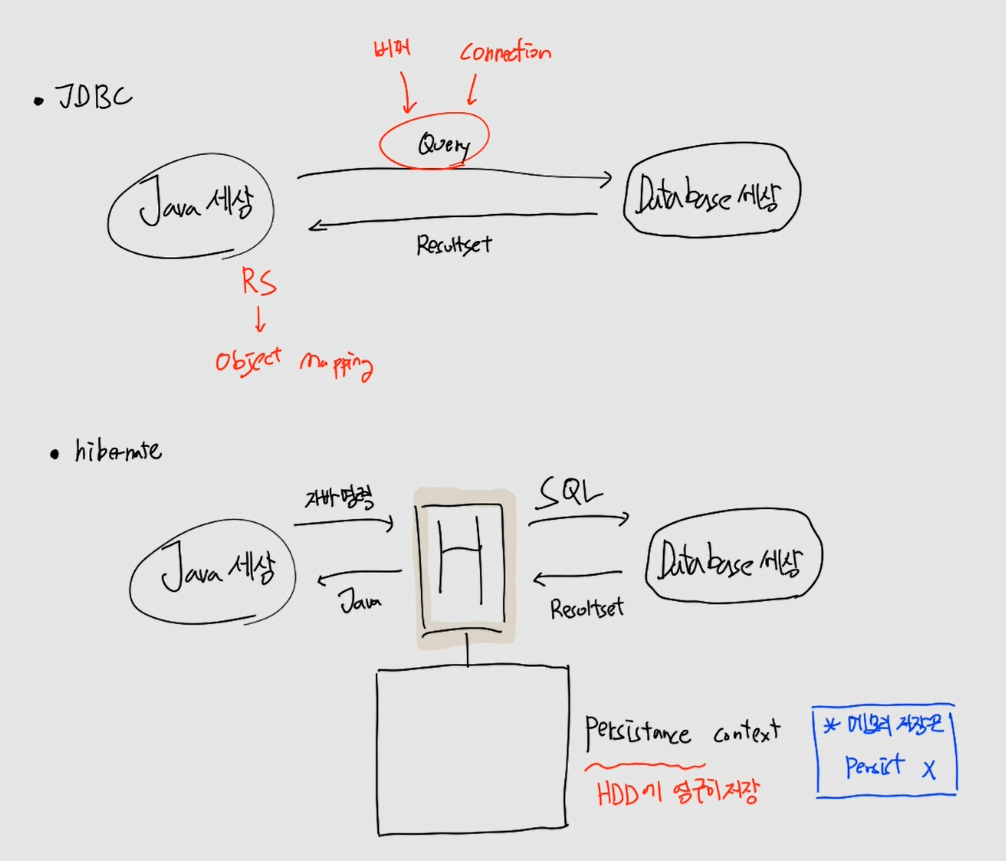 버퍼 Connection
• JDBC
Query
Java 세상
Database 세상
Resultset
RS
Object mapping
• hibernate
자바 명령
SQL
H
Java 세상
Database 세상
Java
Resultset
Persistance context
* 메모리 저장은
Persist X
HDD에 영구히 저장